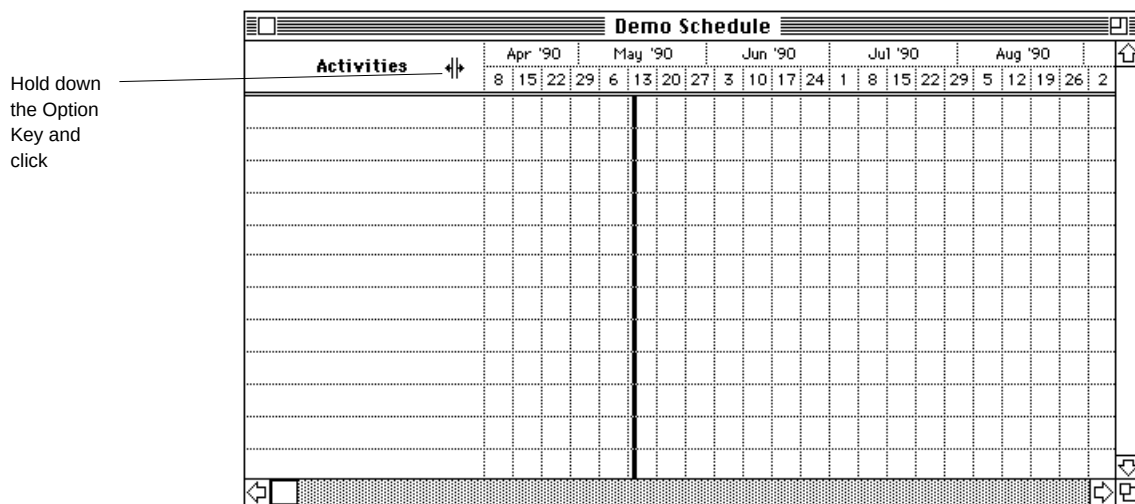 Demo Schedule
Activities
Apr '90 May '90 Jun '90 Jul '90 Aug '90
8 15 22 29 6 13 20 27 3 10 17 24 1 8 15 22 29 5 12 19 26 2
Hold down
the Option
Key and
click